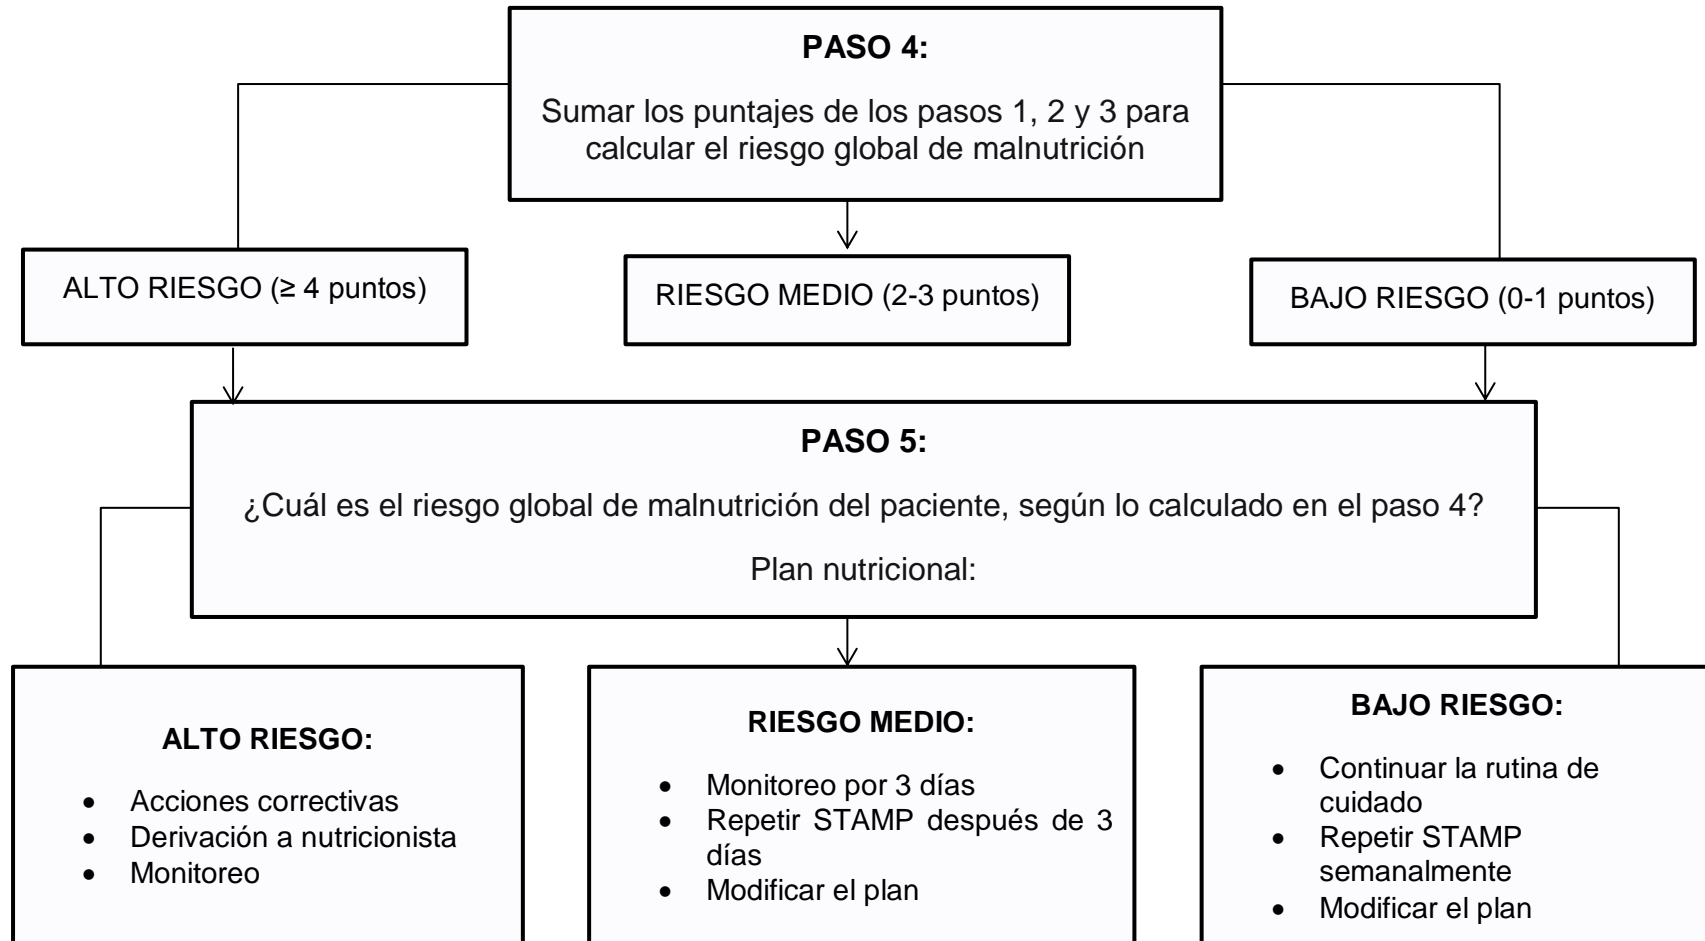 PASO 4:
Sumar los puntajes de los pasos 1, 2 y 3 para
calcular el riesgo global de malnutrición
ALTO RIESGO (≥ 4 puntos)
RIESGO MEDIO (2-3 puntos)
BAJO RIESGO (0-1 puntos)
PASO 5:
¿Cuál es el riesgo global de malnutrición del paciente, según lo calculado en el paso 4?
Plan nutricional:
ALTO RIESGO:
• Acciones correctivas
• Derivación a nutricionista
• Monitoreo
RIESGO MEDIO:
• Monitoreo por 3 días
• Repetir STAMP después de 3
días
• Modificar el plan
BAJO RIESGO:
• Continuar la rutina de
cuidado
• Repetir STAMP
semanalmente
• Modificar el plan